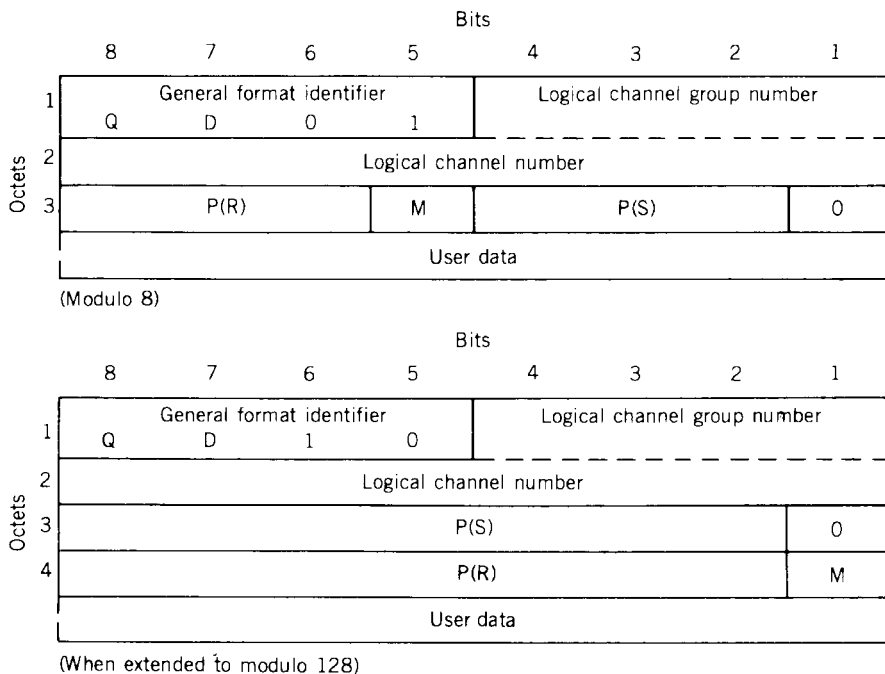 Bits
8 7 6 5 4 3 2 1
Octets
1
General format identifier
Q D 0 1
Logical channel group number
2
Logical channel number
3
P(R) M P(S) 0
User data
(Modulo 8)
Bits
8 7 6 5 4 3 2 1
Octets
1
General format identifier
Q D 1 0
Logical channel group number
2
Logical channel number
3
P(S) 0
4
P(R) M
User data
(When extended to modulo 128)